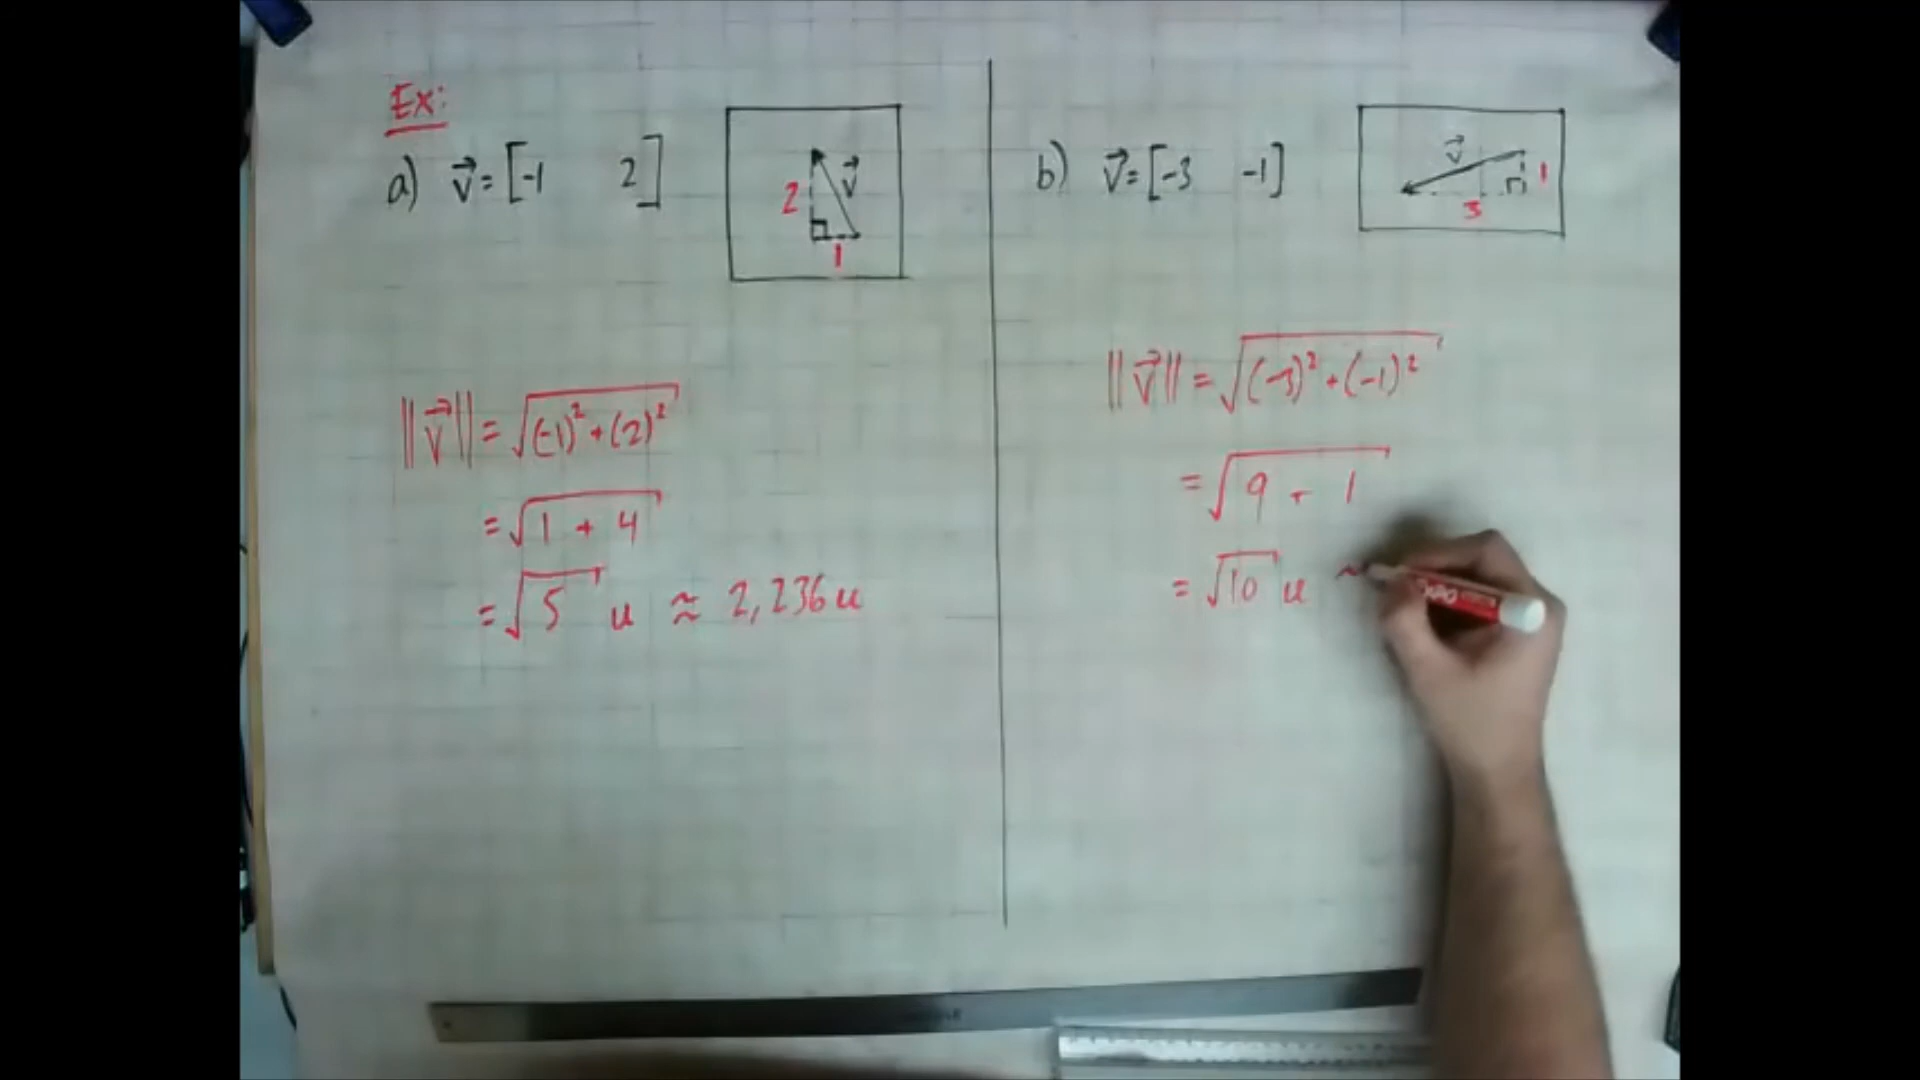 Ex:
a) v⃗ = [-1 2]
2
v⃗
1
||v⃗|| = √((-1)² + (2)²)
= √(1 + 4)
= √5 u ≈ 2,236 u
b) v⃗ = [-3 -1]
v⃗
1
3
||v⃗|| = √((-3)² + (-1)²)
= √(9 + 1)
= √10 u ~